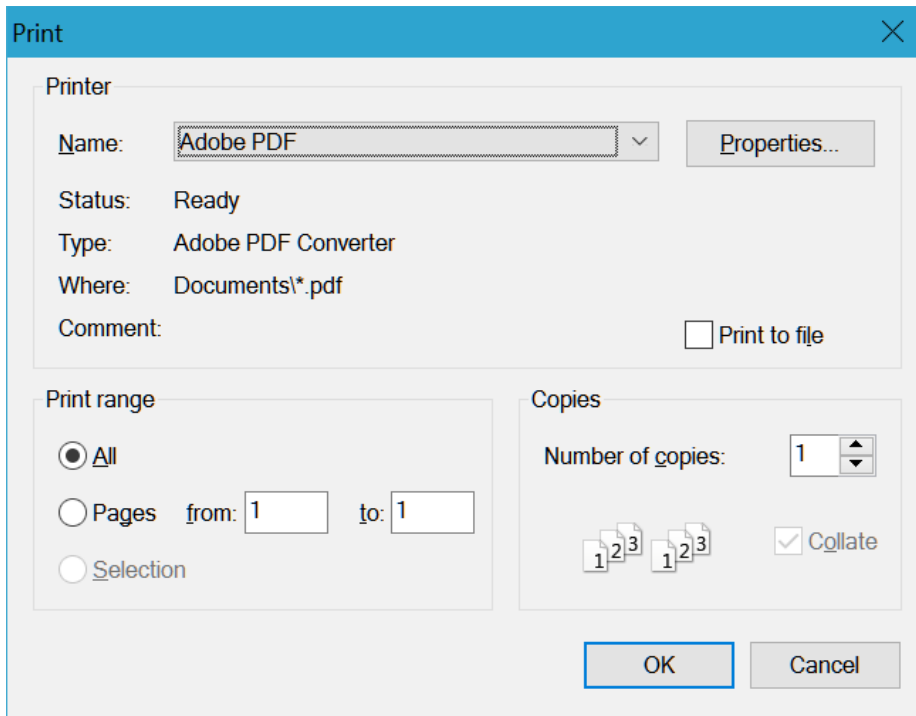 Print
Printer
Name: Adobe PDF Properties...
Status: Ready
Type: Adobe PDF Converter
Where: Documents\*.pdf
Comment:
Print to file
Print range
All
Pages from: 1 to: 1
Selection
Copies
Number of copies: 1
1 2 3 1 2 3
Collate
OK Cancel